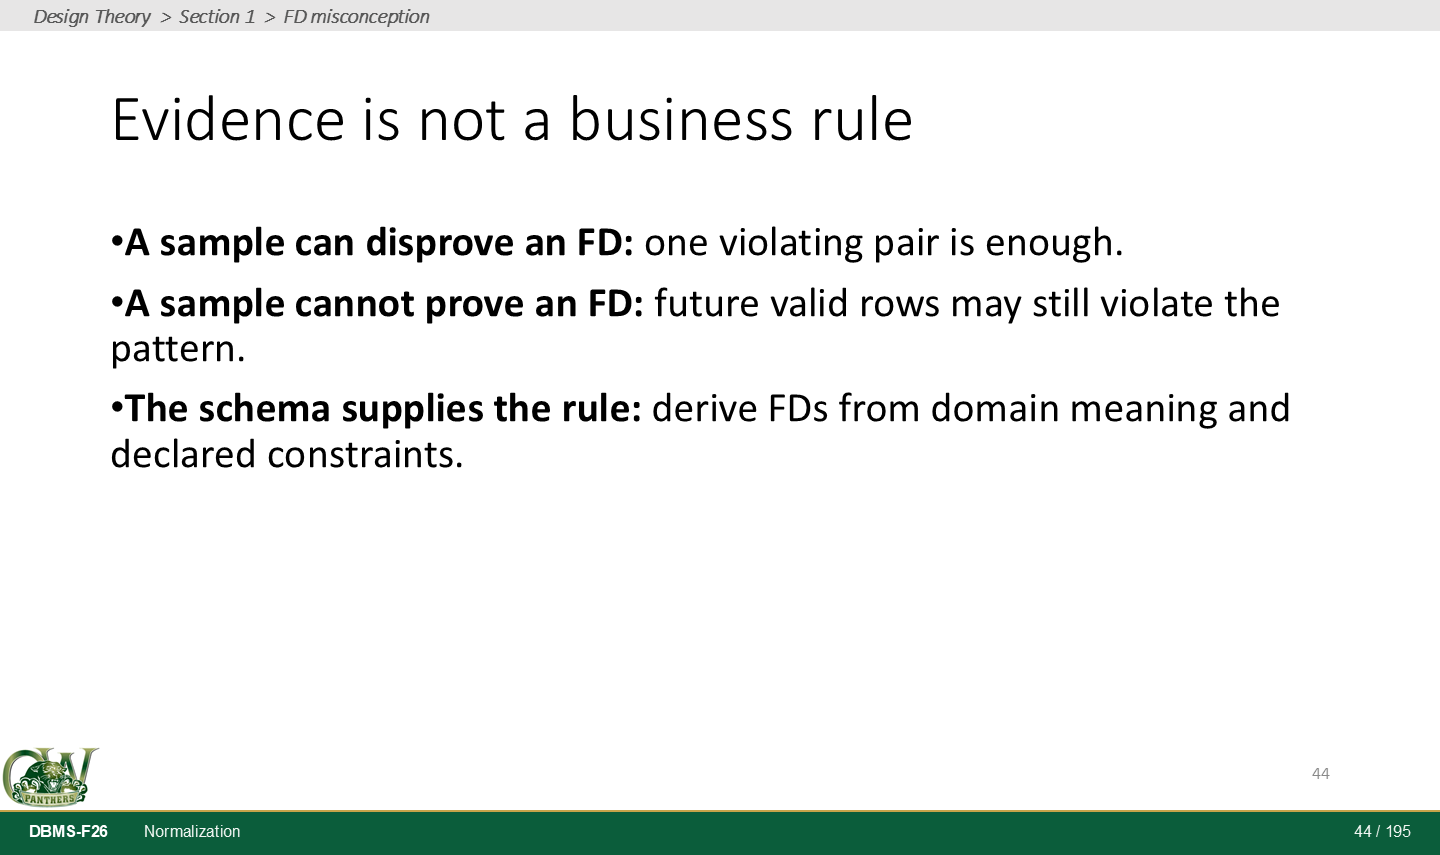 Design Theory > Section 1 > FD misconception
Evidence is not a business rule
•A sample can disprove an FD: one violating pair is enough.
•A sample cannot prove an FD: future valid rows may still violate the
pattern.
•The schema supplies the rule: derive FDs from domain meaning and
declared constraints.
OW
PANTHERS
44
DBMS-F26 Normalization 44 / 195